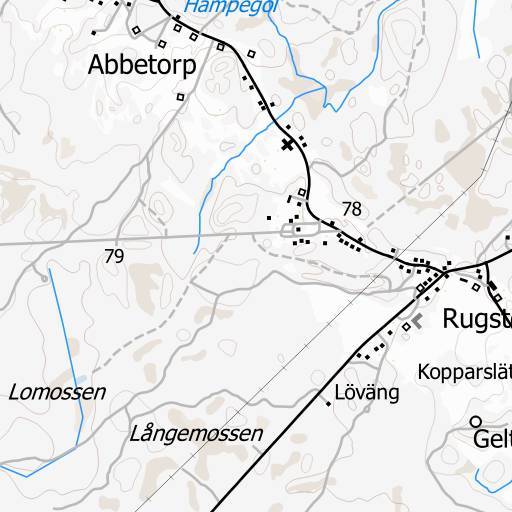 Hampegöl
Abbetorp
78
79
Rugst
Kopparslät
Lomossen
Löväng
Långemossen
Gelt